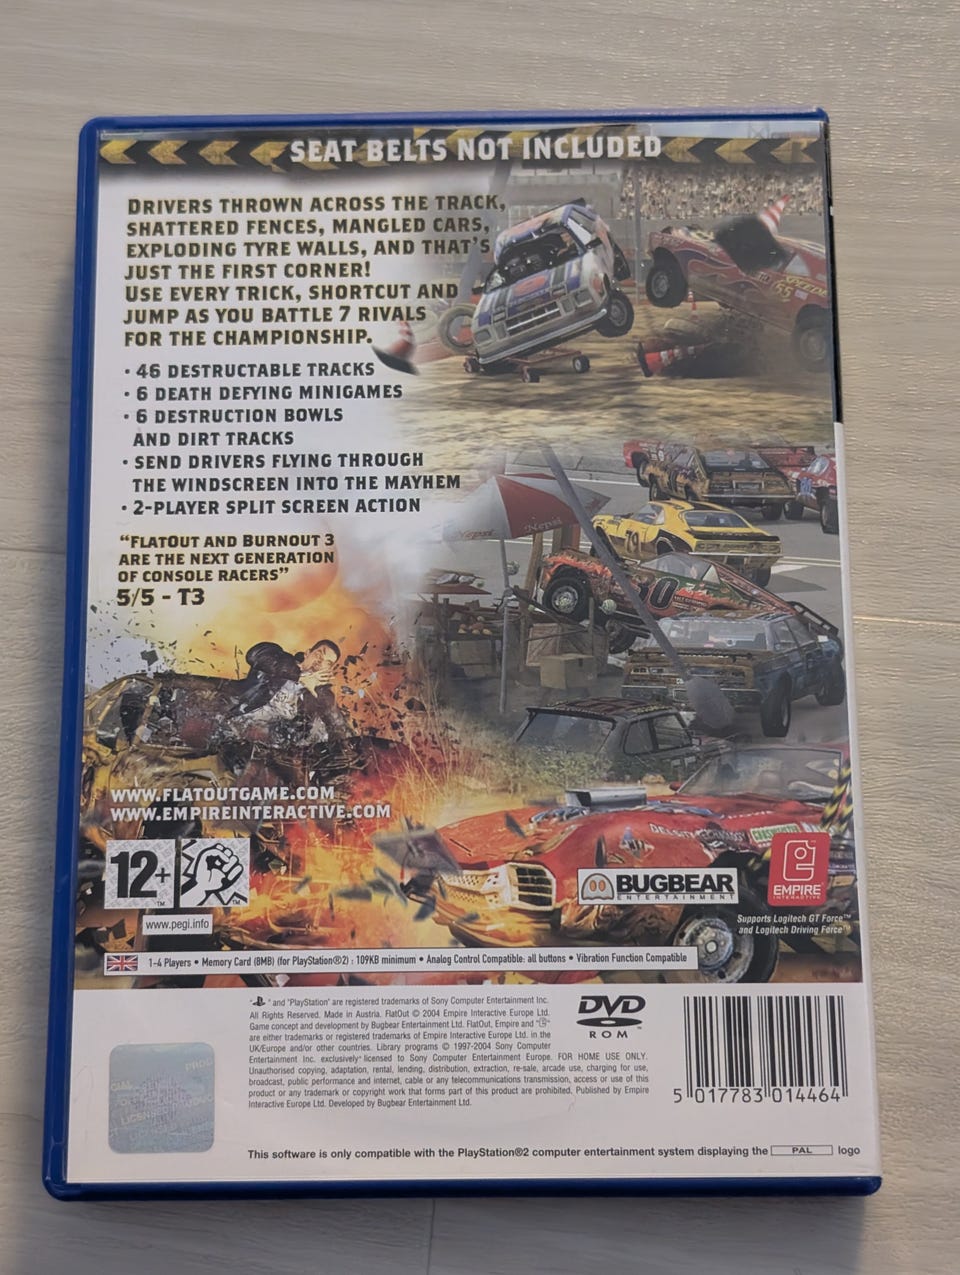 SEAT BELTS NOT INCLUDED
DRIVERS THROWN ACROSS THE TRACK,
SHATTERED FENCES, MANGLED CARS,
EXPLODING TYRE WALLS, AND THAT'S
JUST THE FIRST CORNER!
USE EVERY TRICK, SHORTCUT AND
JUMP AS YOU BATTLE 7 RIVALS
FOR THE CHAMPIONSHIP.
• 46 DESTRUCTABLE TRACKS
• 6 DEATH DEFYING MINIGAMES
• 6 DESTRUCTION BOWLS
AND DIRT TRACKS
• SEND DRIVERS FLYING THROUGH
THE WINDSCREEN INTO THE MAYHEM
• 2-PLAYER SPLIT SCREEN ACTION
"FLATOUT AND BURNOUT 3
ARE THE NEXT GENERATION
OF CONSOLE RACERS"
5/5 - T3
55
Nepsi
Nepsi
79
WWW.FLATOUTGAME.COM
WWW.EMPIREINTERACTIVE.COM
12+™
™
www.pegi.info
BUGBEAR
ENTERTAINMENT
EMPIRE
INTERACTIVE
Supports Logitech GT Force™
and Logitech Driving Force™
1-4 Players • Memory Card (8MB) (for PlayStation®2) : 109KB minimum • Analog Control Compatible: all buttons • Vibration Function Compatible
" " and "PlayStation" are registered trademarks of Sony Computer Entertainment Inc.
All Rights Reserved. Made in Austria. FlatOut © 2004 Empire Interactive Europe Ltd.
Game concept and development by Bugbear Entertainment Ltd. FlatOut, Empire and " "
are either trademarks or registered trademarks of Empire Interactive Europe Ltd. in the
UK/Europe and/or other countries. Library programs © 1997-2004 Sony Computer
Entertainment Inc. exclusively licensed to Sony Computer Entertainment Europe. FOR HOME USE ONLY.
Unauthorised copying, adaptation, rental, lending, distribution, extraction, re-sale, arcade use, charging for use,
broadcast, public performance and internet, cable or any telecommunications transmission, access or use of this
product or any trademark or copyright work that forms part of this product are prohibited. Published by Empire
Interactive Europe Ltd. Developed by Bugbear Entertainment Ltd.
DVD
ROM
5 017783 014464
This software is only compatible with the PlayStation®2 computer entertainment system displaying the PAL logo